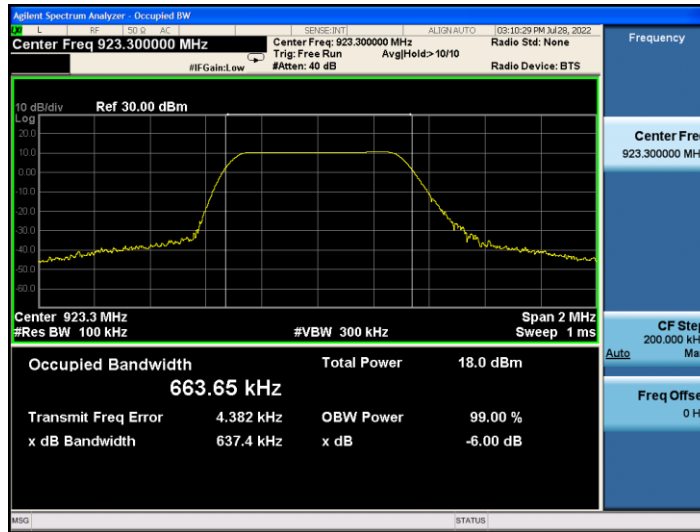 Agilent Spectrum Analyzer - Occupied BW
L RF 50 Ω AC SENSE:INT ALIGN AUTO 03:10:29 PM Jul 28, 2022
Center Freq 923.300000 MHz
Center Freq: 923.300000 MHz
Radio Std: None
Trig: Free Run Avg|Hold:>10/10
#IFGain:Low #Atten: 40 dB Radio Device: BTS
Frequency
10 dB/div Ref 30.00 dBm
Log
20.0
10.0
0.00
-10.0
-20.0
-30.0
-40.0
-50.0
-60.0
Center 923.3 MHz Span 2 MHz
#Res BW 100 kHz #VBW 300 kHz Sweep 1 ms
Center Fre
923.300000 MH
Occupied Bandwidth Total Power 18.0 dBm
663.65 kHz
Transmit Freq Error 4.382 kHz OBW Power 99.00 %
x dB Bandwidth 637.4 kHz x dB -6.00 dB
CF Step
200.000 kH
Auto Ma
Freq Offse
0 H
MSG STATUS